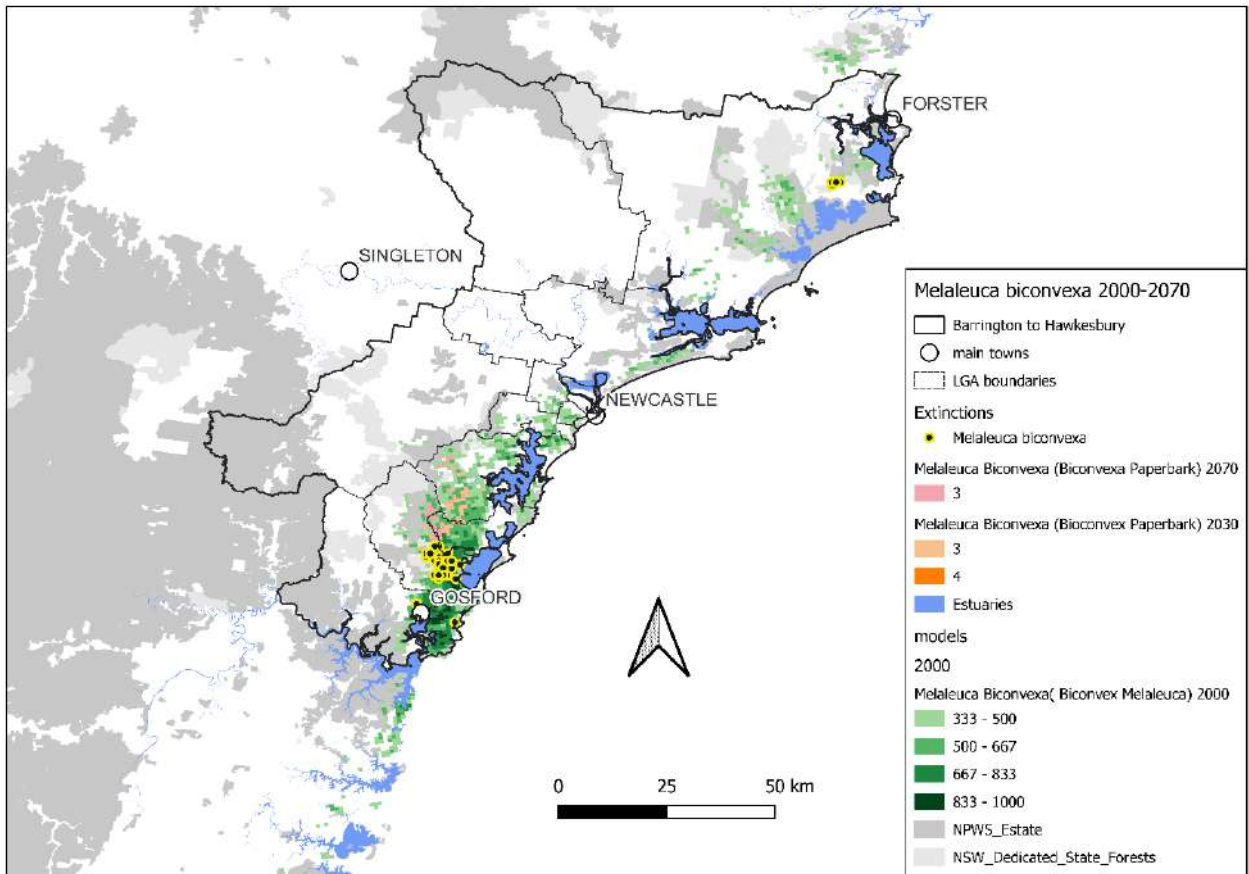 FORSTER
SINGLETON
NEWCASTLE
GOSFORD
0 25 50 km
Melaleuca biconvexa 2000-2070
Barrington to Hawkesbury
main towns
LGA boundaries
Extinctions
Melaleuca biconvexa
Melaleuca Biconvexa (Biconvexa Paperbark) 2070
3
Melaleuca Biconvexa (Bioconvex Paperbark) 2030
3
4
Estuaries
models
2000
Melaleuca Biconvexa( Biconvex Melaleuca) 2000
333 - 500
500 - 667
667 - 833
833 - 1000
NPWS_Estate
NSW_Dedicated_State_Forests